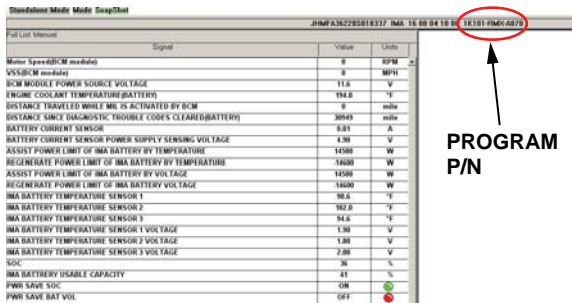 Standalone Mode Mode SnapShot
JHMFA36228S018337 IMA 16 00 04 18 06 1K101-RMX-A070
Full List Manual
Signal Value Units
Motor Speed(BCM module) 0 RPM
VSS(BCM module) 0 MPH
BCM MODULE POWER SOURCE VOLTAGE 11.6 V
ENGINE COOLANT TEMPERATURE(BATTERY) 194.0 °F
DISTANCE TRAVELED WHILE MIL IS ACTIVATED BY BCM 0 mile
DISTANCE SINCE DIAGNOSTIC TROUBLE CODES CLEARED(BATTERY) 30949 mile
BATTERY CURRENT SENSOR 0.01 A
BATTERY CURRENT SENSOR POWER SUPPLY SENSING VOLTAGE 4.90 V
ASSIST POWER LIMIT OF IMA BATTERY BY TEMPERATURE 14580 W
REGENERATE POWER LIMIT OF IMA BATTERY BY TEMPERATURE -14600 W
ASSIST POWER LIMIT OF IMA BATTERY BY VOLTAGE 14580 W
REGENERATE POWER LIMIT OF IMA BATTERY VOLTAGE -14600 W
IMA BATTERY TEMPERATURE SENSOR 1 98.6 °F
IMA BATTERY TEMPERATURE SENSOR 2 102.0 °F
IMA BATTERY TEMPERATURE SENSOR 3 94.6 °F
IMA BATTERY TEMPERATURE SENSOR 1 VOLTAGE 1.90 V
IMA BATTERY TEMPERATURE SENSOR 2 VOLTAGE 1.80 V
IMA BATTERY TEMPERATURE SENSOR 3 VOLTAGE 2.00 V
SOC 36 %
IMA BATTRERY USABLE CAPACITY 41 %
PWR SAVE SOC ON
PWR SAVE BAT VOL OFF
PROGRAM
P/N